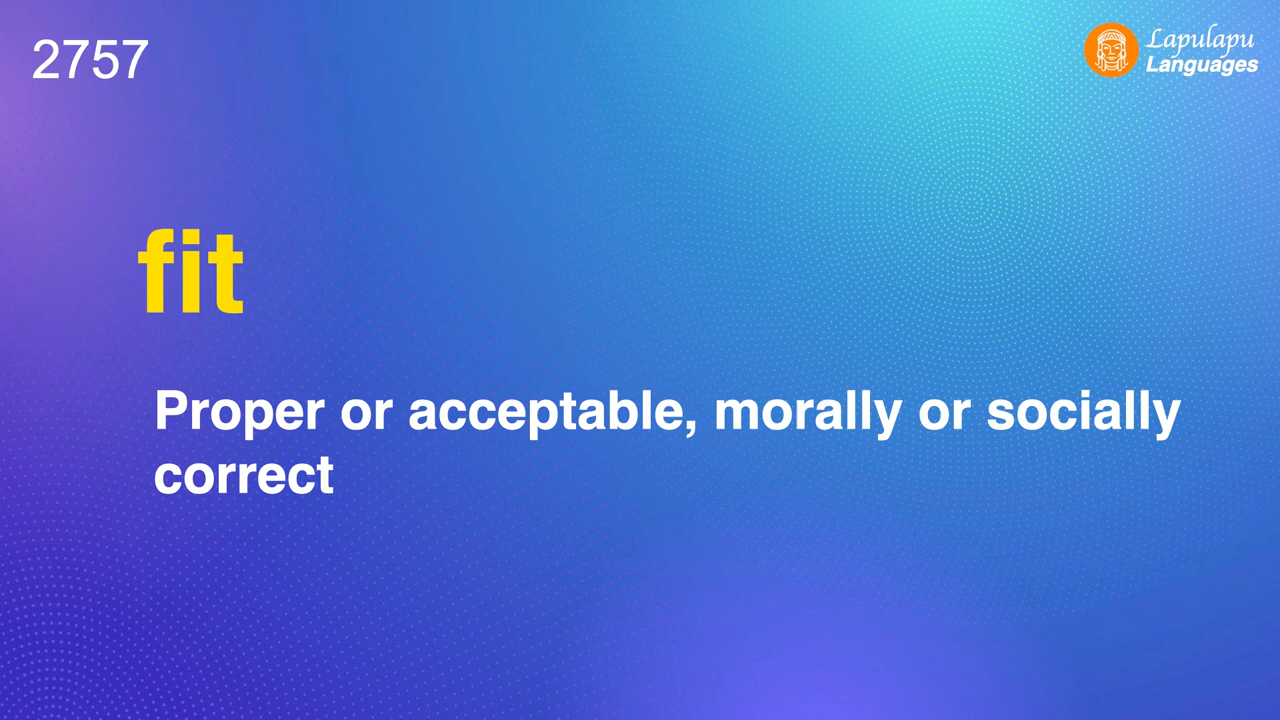 2757
Lapulapu
Languages
fit
Proper or acceptable, morally or socially
correct